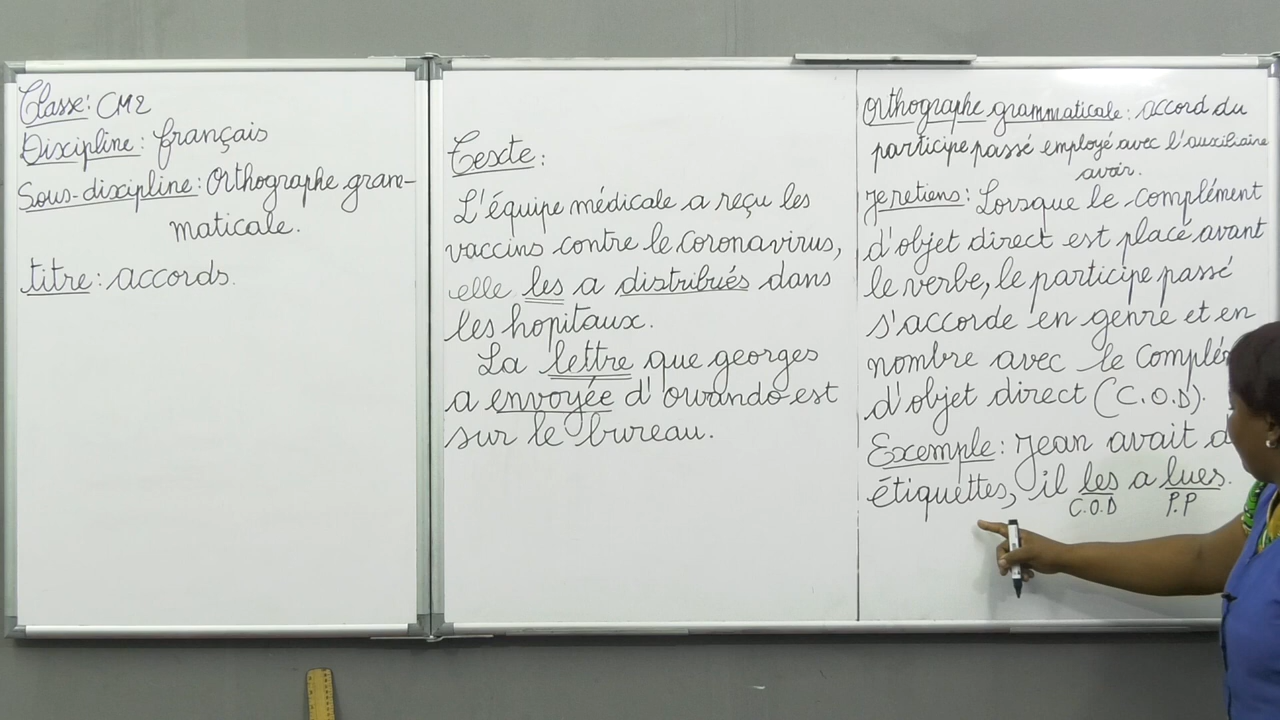 Classe: CM2
Discipline: français
Sous-discipline: Orthographe gram-
maticale.
titre: accords.
Texte:
L'équipe médicale a reçu les
vaccins contre le coronavirus,
elle les a distribués dans
les hopitaux.
La lettre que georges
a envoyée d'owando est
sur le bureau.
Orthographe grammaticale: accord du
participe passé employé avec l'auxiliaire
avoir.
Je retiens: Lorsque le complément
d'objet direct est placé avant
le verbe, le participe passé
s'accorde en genre et en
nombre avec le
d'objet direct (C.O.D).
Exemple: Jean avait
étiquettes, il les a lues.
C.O.D P.P